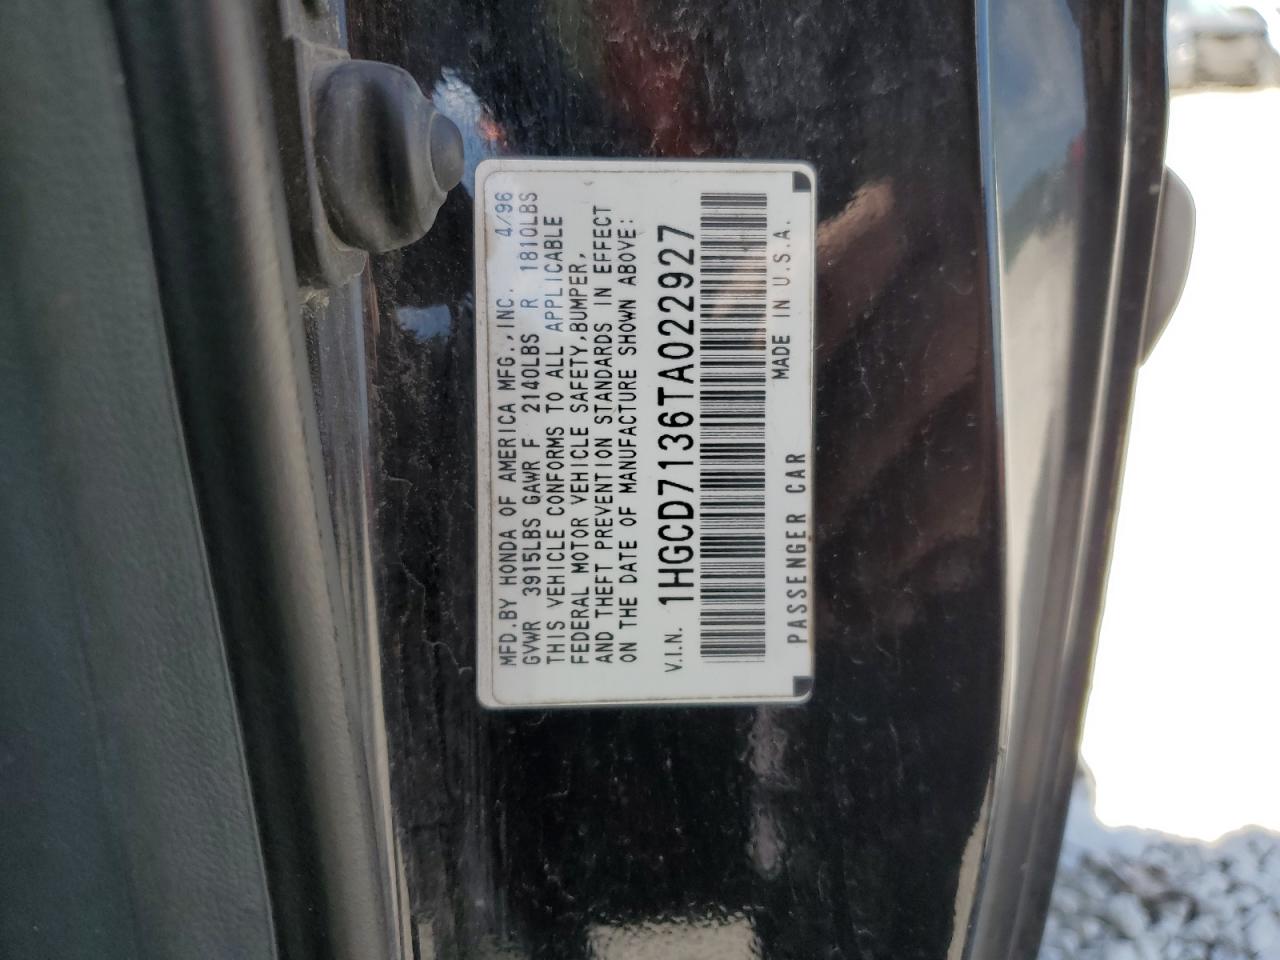 MFD.BY HONDA OF AMERICA MFG.,INC. 4/96
GVWR 3915LBS GAWR F 2140LBS R 1810LBS
THIS VEHICLE CONFORMS TO ALL APPLICABLE
FEDERAL MOTOR VEHICLE SAFETY,BUMPER,
AND THEFT PREVENTION STANDARDS IN EFFECT
ON THE DATE OF MANUFACTURE SHOWN ABOVE:
V.I.N. 1HGCD7136TA022927
PASSENGER CAR MADE IN U.S.A.